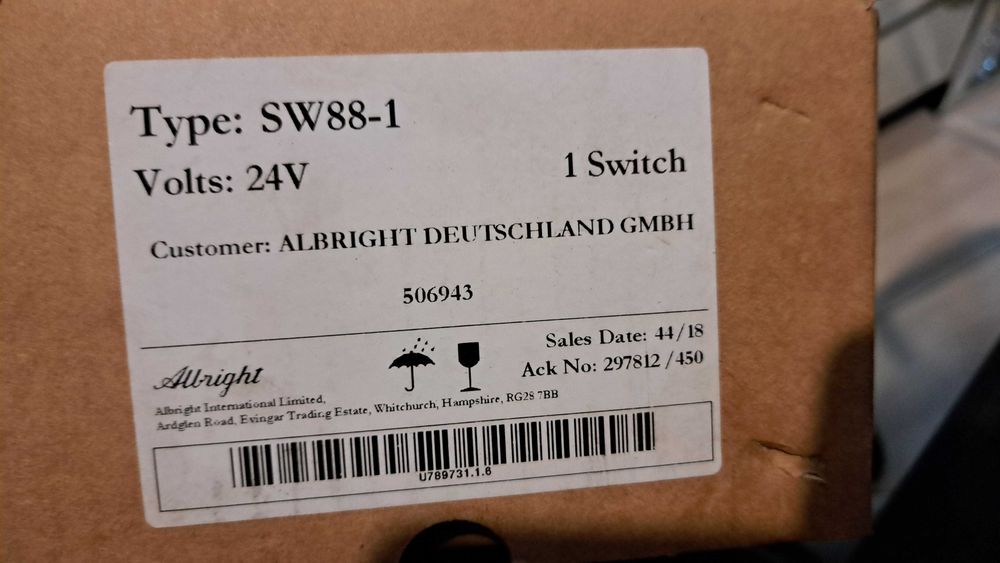 Type: SW88-1
Volts: 24V
1 Switch
Customer: ALBRIGHT DEUTSCHLAND GMBH
506943
Sales Date: 44/18
Ack No: 297812 /450
Albright
Albright International Limited,
Ardglen Road, Evingar Trading Estate, Whitchurch, Hampshire, RG28 7BB
U789731.1.6